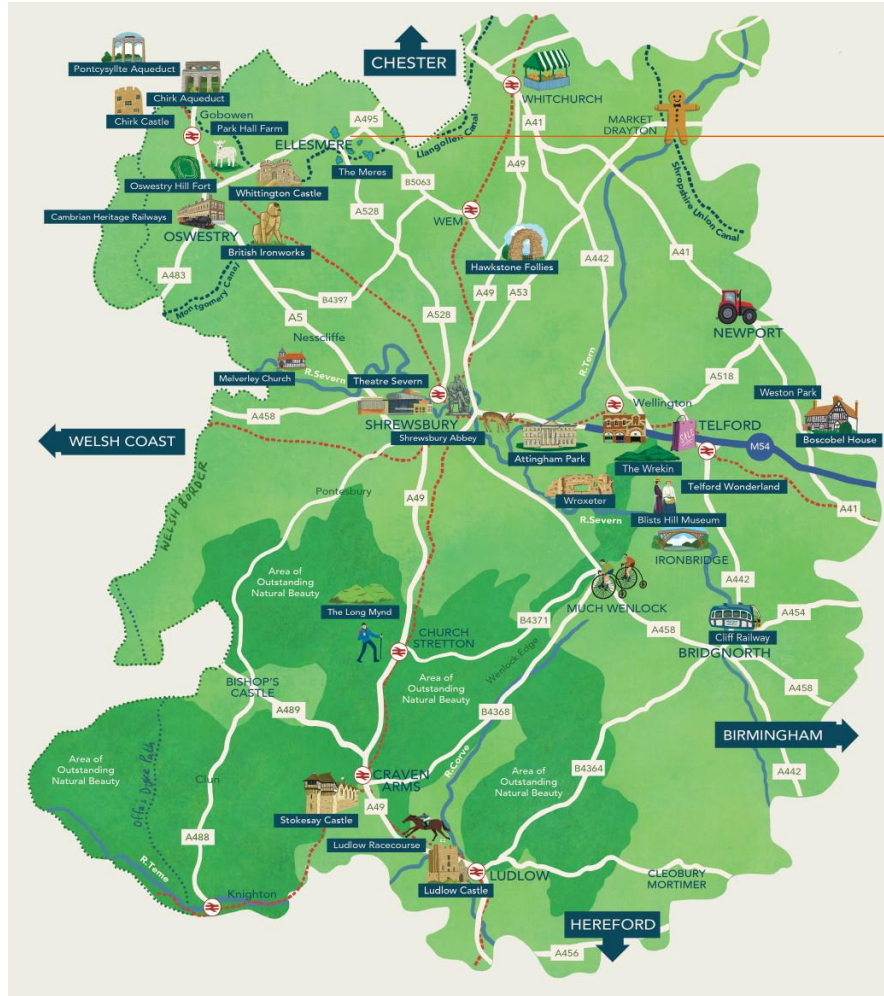 CHESTER
Pontcysyllte Aqueduct
Chirk Aqueduct
Chirk Castle
Gobowen
Park Hall Farm
A495
ELLESMERE
Llangollen Canal
WHITCHURCH
A41
MARKET
DRAYTON
Oswestry Hill Fort
Whittington Castle
The Meres
A49
B5063
Shropshire Union Canal
Cambrian Heritage Railways
OSWESTRY
A528
WEM
British Ironworks
Hawkstone Follies
A442
A41
A483
Montgomery Canal
B4397
A49
A53
A5
A528
NEWPORT
Nesscliffe
R.Tern
Melverley Church
R.Severn
Theatre Severn
A518
Weston Park
A458
Wellington
WELSH COAST
SHREWSBURY
Shrewsbury Abbey
TELFORD
SALE
Boscobel House
Attingham Park
The Wrekin
M54
Telford Wonderland
WELSH BORDER
Pontesbury
A49
Wroxeter
R.Severn
Blists Hill Museum
A41
IRONBRIDGE
Area of
Outstanding
Natural Beauty
The Long Mynd
MUCH WENLOCK
A442
A454
CHURCH
STRETTON
B4371
A458
Cliff Railway
BRIDGNORTH
Wenlock Edge
BISHOP'S
CASTLE
Area of
Outstanding
Natural Beauty
A458
A489
B4368
BIRMINGHAM
Area of
Outstanding
Natural Beauty
Offa's Dyke Path
Clun
R.Corve
CRAVEN
ARMS
Area of
Outstanding
Natural Beauty
B4364
A442
Stokesay Castle
A49
A488
Ludlow Racecourse
R.Teme
Knighton
LUDLOW
Ludlow Castle
CLEOBURY
MORTIMER
HEREFORD
A456